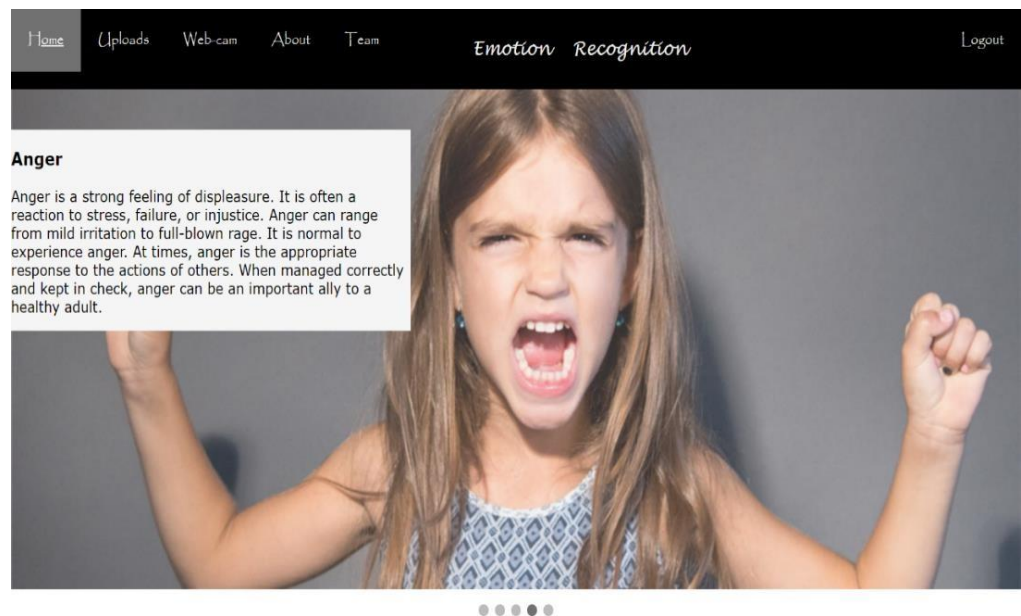 Home Uploads Web-cam About Team Emotion Recognition Logout
Anger
Anger is a strong feeling of displeasure. It is often a
reaction to stress, failure, or injustice. Anger can range
from mild irritation to full-blown rage. It is normal to
experience anger. At times, anger is the appropriate
response to the actions of others. When managed correctly
and kept in check, anger can be an important ally to a
healthy adult.